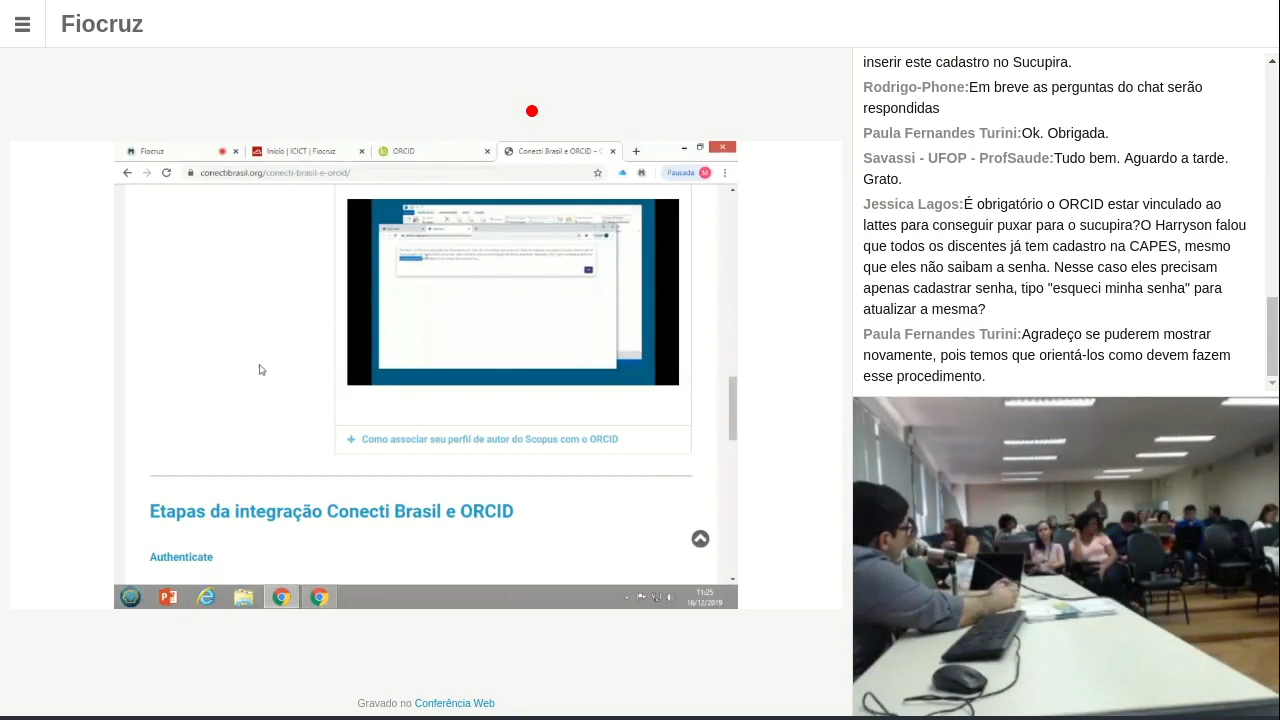 Fiocruz
Fiocruz
Início | ICICT | Fiocruz
ORCID
Conecti Brasil e ORCID – C
conectibrasil.org/conecti-brasil-e-orcid/
Pausada
M
Como associar seu perfil de autor do Scopus com o ORCID
Etapas da integração Conecti Brasil e ORCID
Authenticate
11:25
16/12/2019
Gravado no Conferência Web
inserir este cadastro no Sucupira.
Rodrigo-Phone:Em breve as perguntas do chat serão
respondidas
Paula Fernandes Turini:Ok. Obrigada.
Savassi - UFOP - ProfSaude:Tudo bem. Aguardo a tarde.
Grato.
Jessica Lagos:É obrigatório o ORCID estar vinculado ao
lattes para conseguir puxar para o sucupira?O Harryson falou
que todos os discentes já tem cadastro na CAPES, mesmo
que eles não saibam a senha. Nesse caso eles precisam
apenas cadastrar senha, tipo "esqueci minha senha" para
atualizar a mesma?
Paula Fernandes Turini:Agradeço se puderem mostrar
novamente, pois temos que orientá-los como devem fazem
esse procedimento.